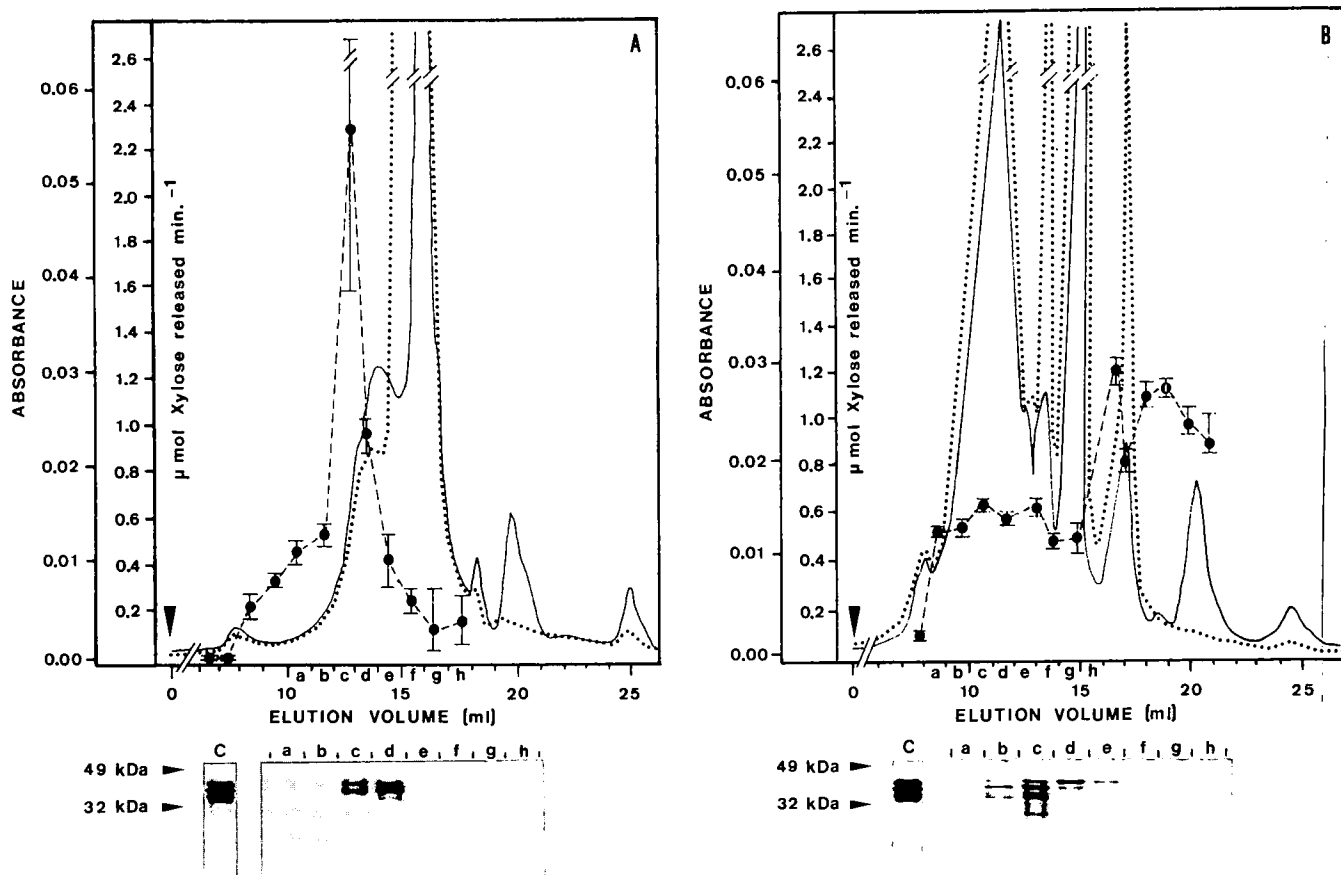 A
ABSORBANCE
0.06
0.05
0.04
0.03
0.02
0.01
0.00
µ mol Xylose released min.⁻¹
2.6
2.4
2.2
2.0
1.8
1.6
1.4
1.2
1.0
0.8
0.6
0.4
0.2
a b c d e f g h
0 10 15 20 25
ELUTION VOLUME (ml)
C a b c d e f g h
49 kDa
32 kDa
B
ABSORBANCE
0.06
0.05
0.04
0.03
0.02
0.01
0.00
µ mol Xylose released min.⁻¹
2.6
2.4
2.2
2.0
1.8
1.6
1.4
1.2
1.0
0.8
0.6
0.4
0.2
a b c d e f g h
0 10 15 20 25
ELUTION VOLUME (ml)
C a b c d e f g h
49 kDa
32 kDa